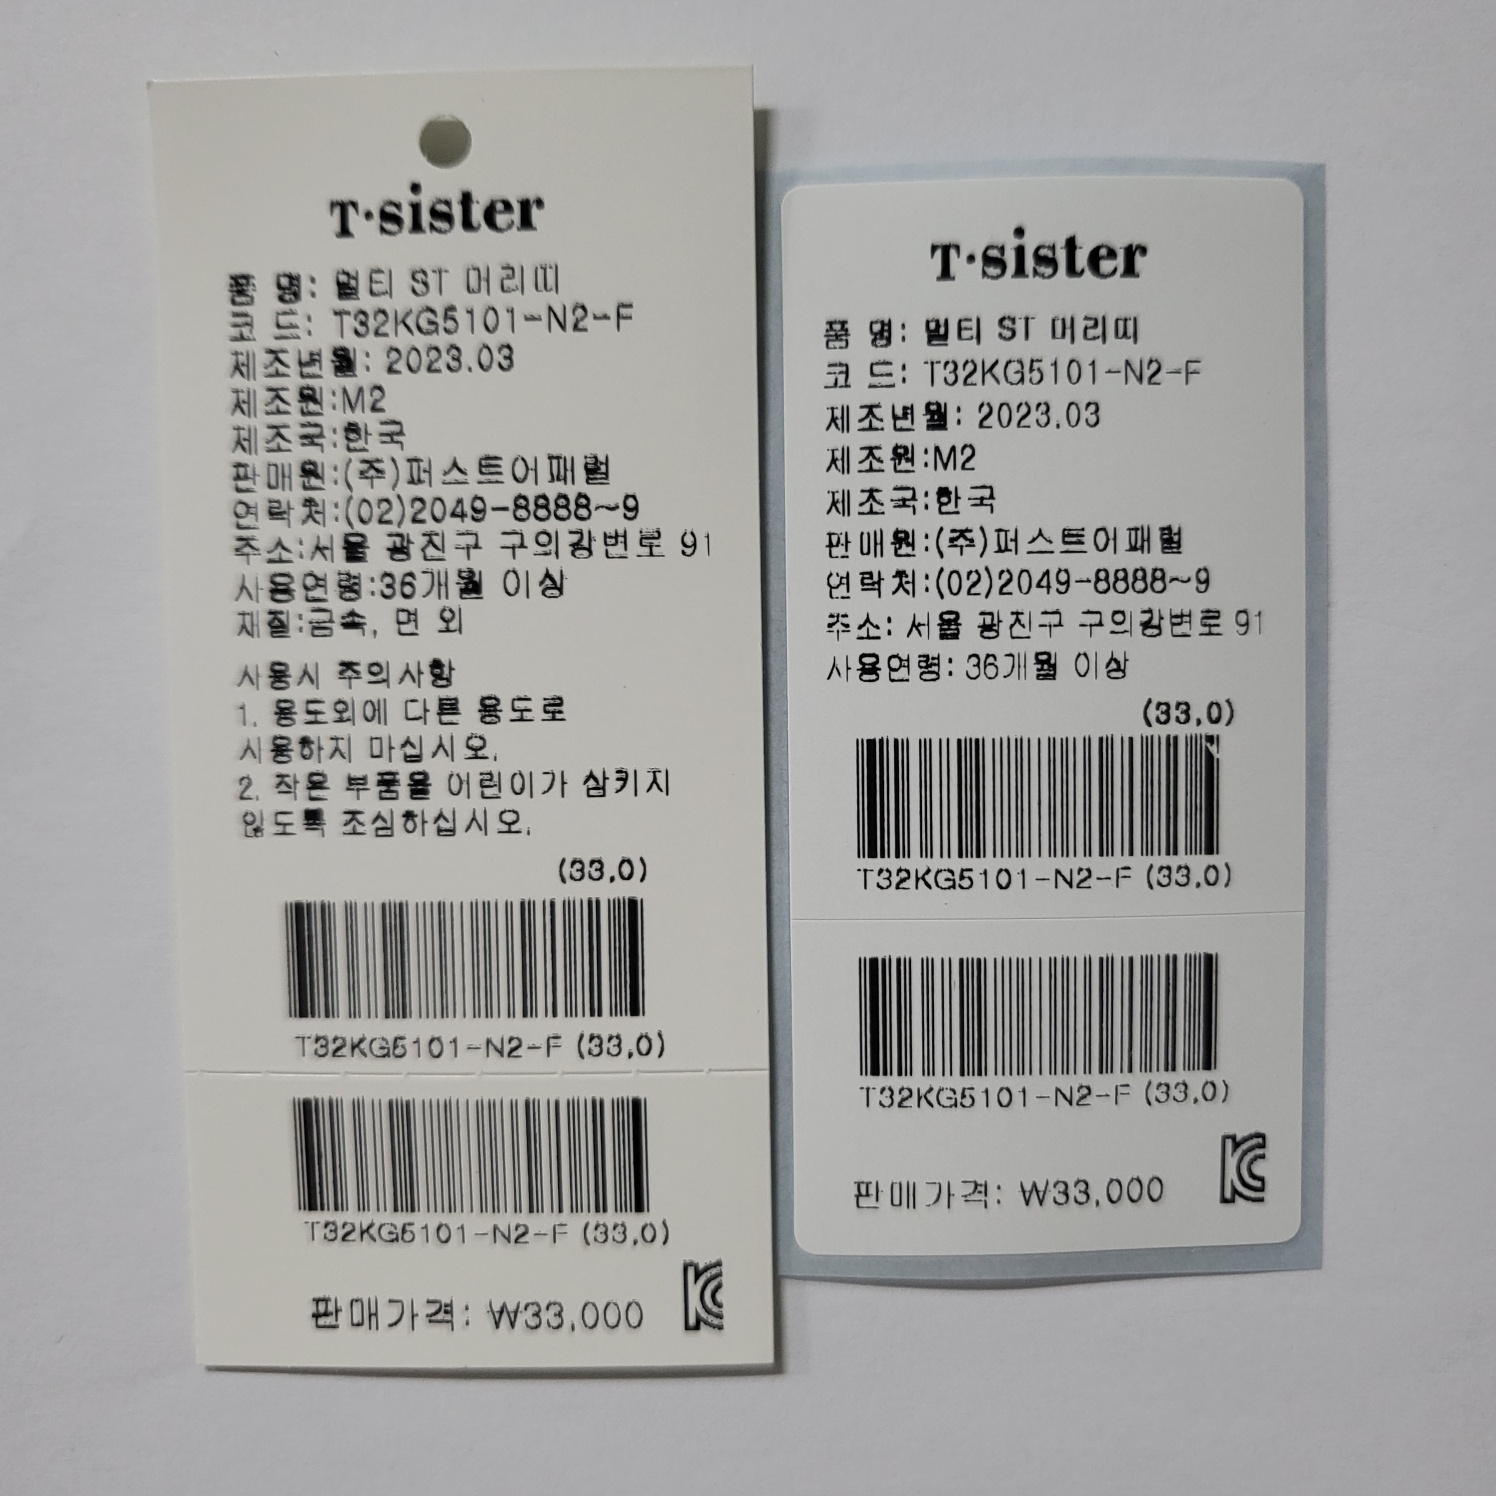 T·sister
품 명: 멀티 ST 머리띠
코 드: T32KG5101-N2-F
제조년월: 2023.03
제조원:M2
제조국:한국
판매원:(주)퍼스트어패럴
연락처:(02)2049-8888~9
주소:서울 광진구 구의강변로 91
사용연령:36개월 이상
재질:금속, 면 외
사용시 주의사항
1. 용도외에 다른 용도로
사용하지 마십시오.
2. 작은 부품을 어린이가 삼키지
않도록 조심하십시오.
(33.0)
T32KG5101-N2-F (33.0)
T32KG5101-N2-F (33.0)
판매가격: ₩33,000
KC
T·sister
품 명: 멀티 ST 머리띠
코 드: T32KG5101-N2-F
제조년월: 2023.03
제조원:M2
제조국:한국
판매원:(주)퍼스트어패럴
연락처:(02)2049-8888~9
주소: 서울 광진구 구의강변로 91
사용연령: 36개월 이상
(33.0)
T32KG5101-N2-F (33.0)
T32KG5101-N2-F (33.0)
KC
판매가격: ₩33,000